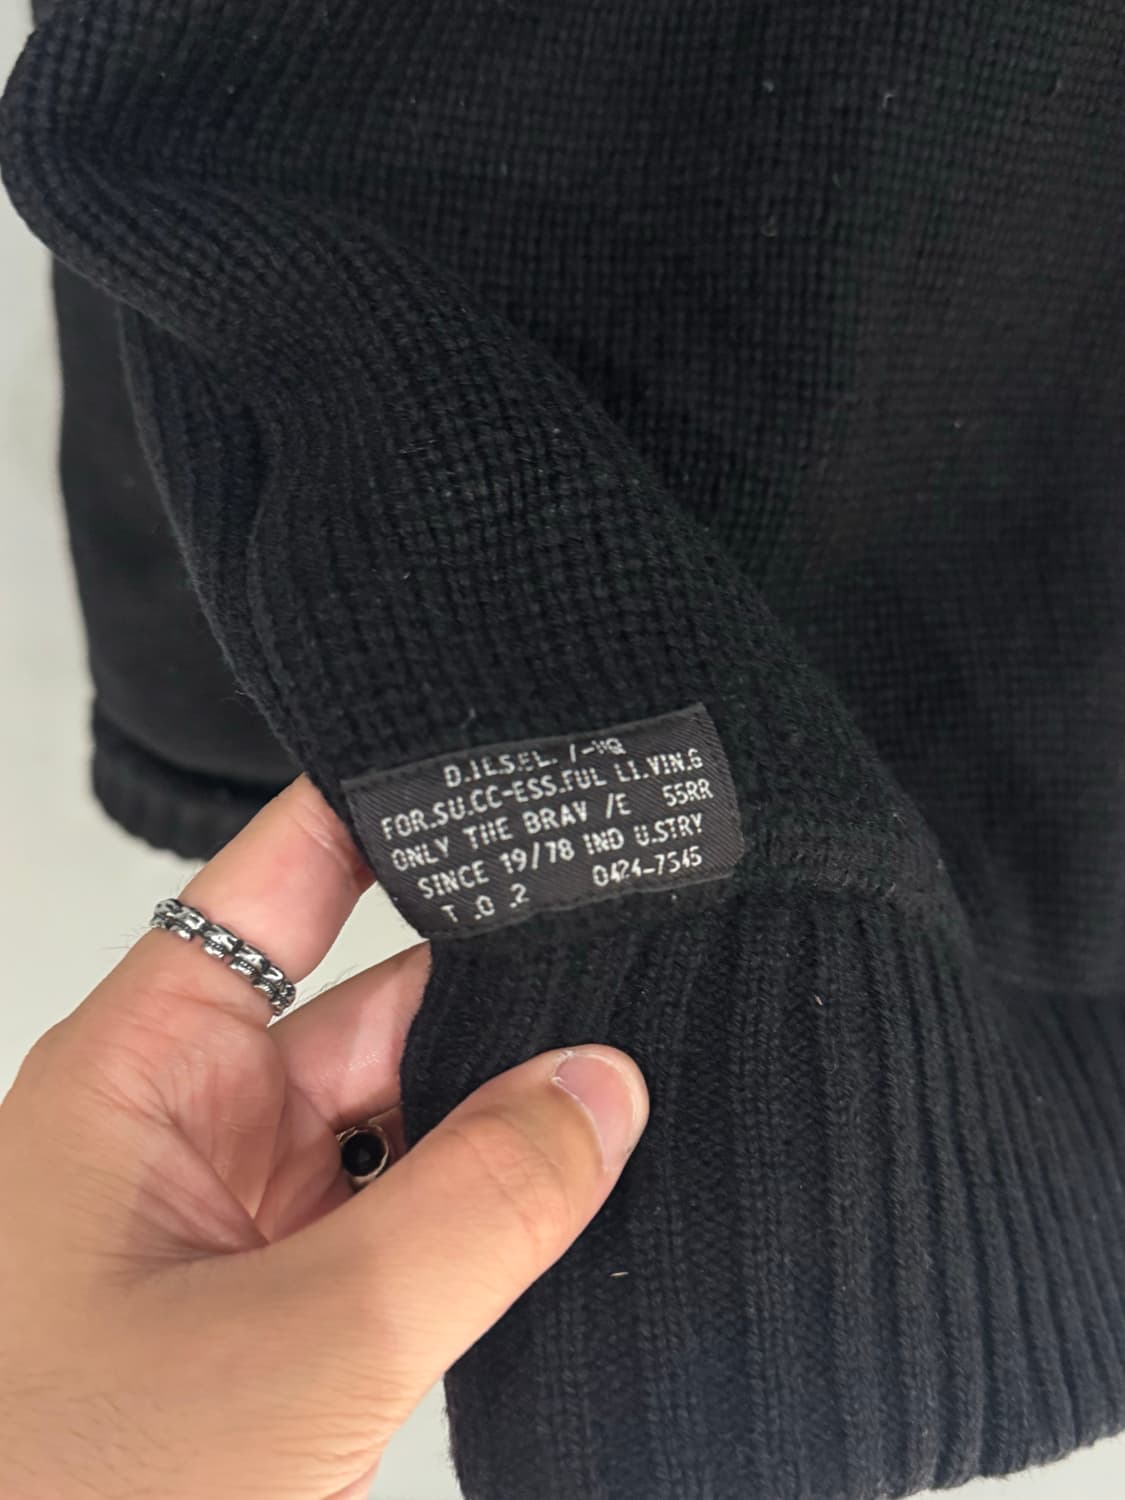 D.I.E.S.EL. /-HQ
FOR.SU.CC-ESS.FUL LI.VIN.G
ONLY THE BRAV /E 55RR
SINCE 19/78 IND U.STRY
T .O .2 0424-7545